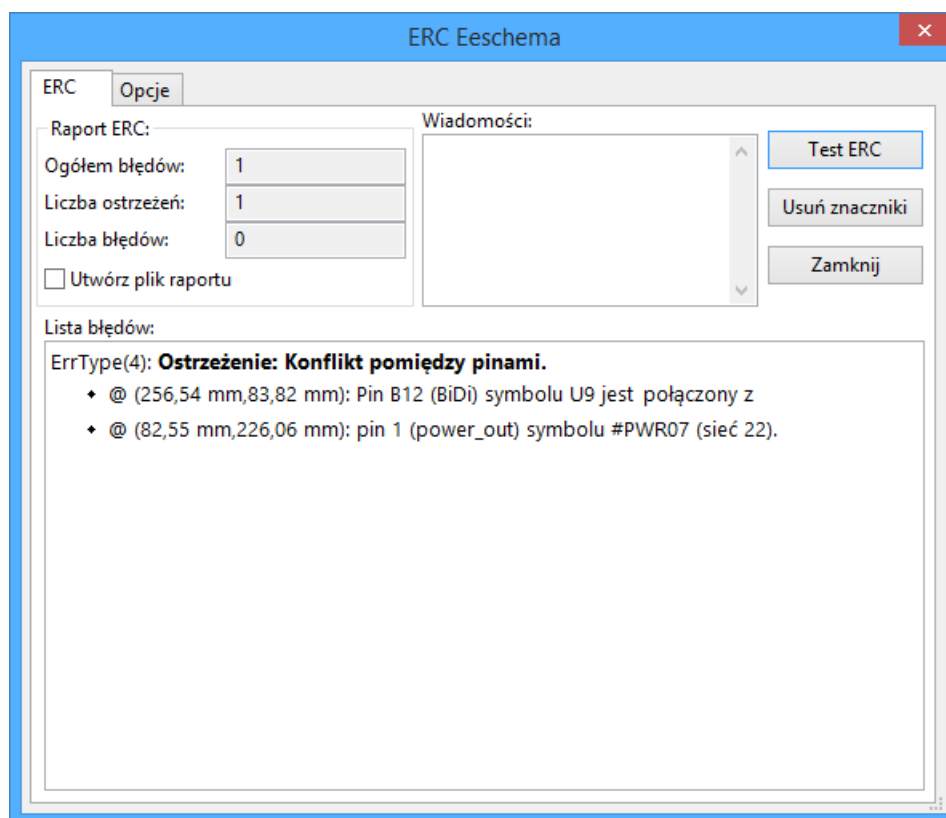 ERC Eeschema
ERC
Opcje
Raport ERC:
Ogółem błędów: 1
Liczba ostrzeżeń: 1
Liczba błędów: 0
Utwórz plik raportu
Wiadomości:
Test ERC
Usuń znaczniki
Zamknij
Lista błędów:
ErrType(4): Ostrzeżenie: Konflikt pomiędzy pinami.
@ (256,54 mm,83,82 mm): Pin B12 (BiDi) symbolu U9 jest połączony z
@ (82,55 mm,226,06 mm): pin 1 (power_out) symbolu #PWR07 (sieć 22).